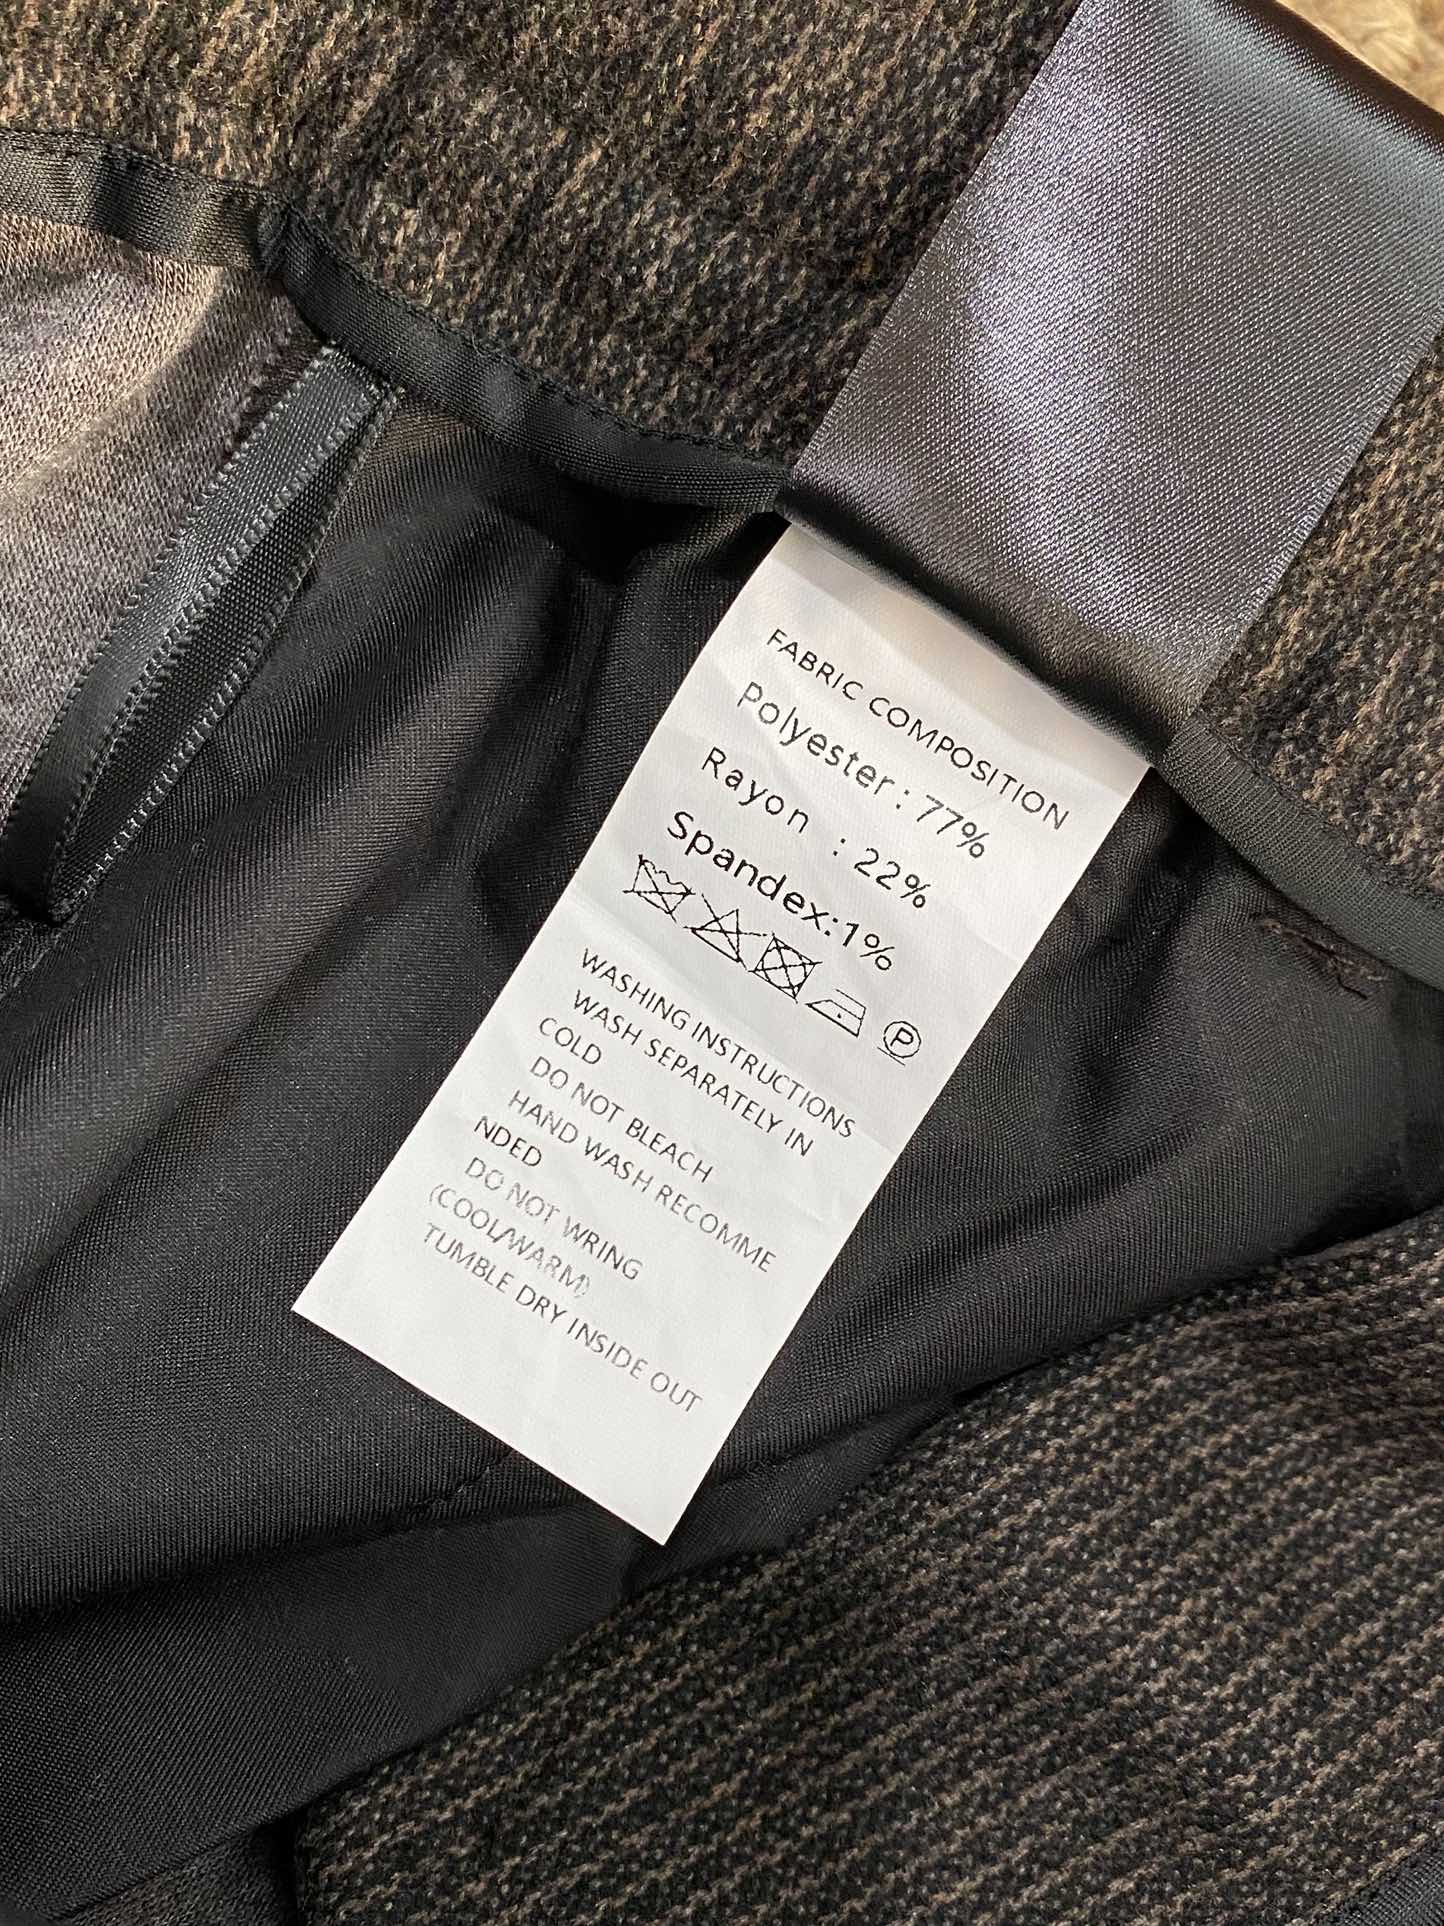 FABRIC COMPOSITION
Polyester: 77%
Rayon : 22%
Spandex:1%
P
WASHING INSTRUCTIONS
WASH SEPARATELY IN
COLD
DO NOT BLEACH
HAND WASH RECOMME
NDED
DO NOT WRING
(COOL/WARM)
TUMBLE DRY INSIDE OUT